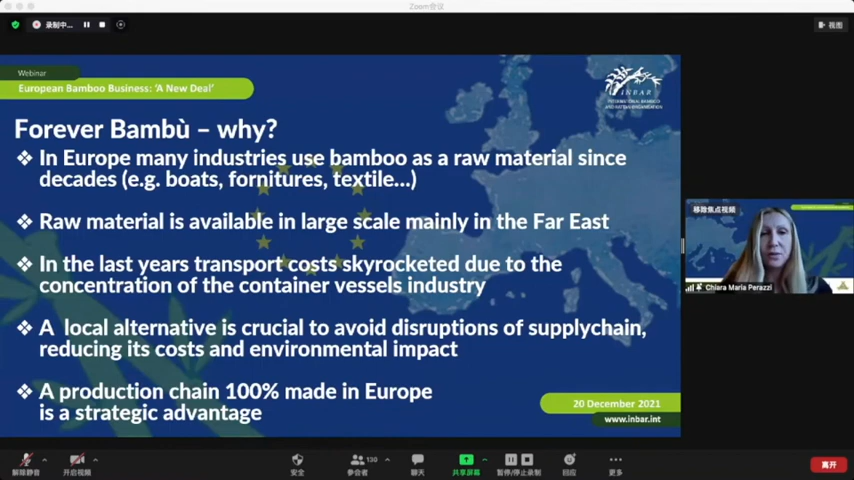 Zoom会议
录制中...
视图
Webinar
European Bamboo Business: ‘A New Deal’
INBAR
Forever Bambù – why?
❖ In Europe many industries use bamboo as a raw material since
decades (e.g. boats, fornitures, textile...)
❖ Raw material is available in large scale mainly in the Far East
❖ In the last years transport costs skyrocketed due to the
concentration of the container vessels industry
❖ A local alternative is crucial to avoid disruptions of supplychain,
reducing its costs and environmental impact
❖ A production chain 100% made in Europe
is a strategic advantage
20 December 2021
www.inbar.int
移除焦点视频
Chiara Maria Perazzi
解除静音
开启视频
安全
130
参会者
聊天
共享屏幕
暂停/停止录制
回应
更多
离开